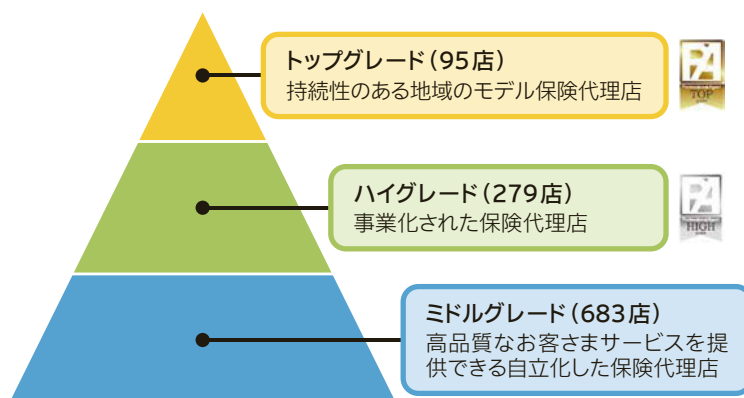 トップグレード（95店）
持続性のある地域のモデル保険代理店
TOP
ハイグレード（279店）
事業化された保険代理店
HIGH
ミドルグレード（683店）
高品質なお客さまサービスを提
供できる自立化した保険代理店